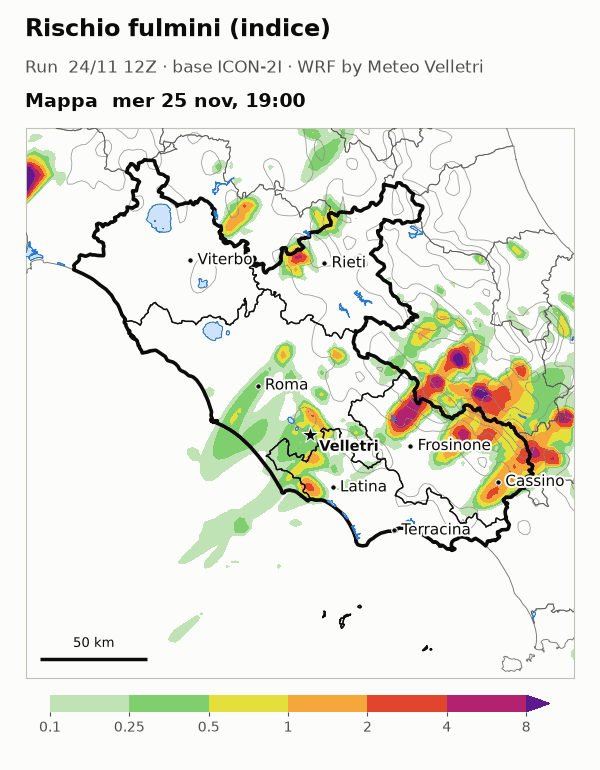 Rischio fulmini (indice)
Run 24/11 12Z · base ICON-2I · WRF by Meteo Velletri
Mappa mer 25 nov, 19:00
Viterbo
Rieti
Roma
Velletri
Frosinone
Cassino
Latina
Terracina
50 km
0.1 0.25 0.5 1 2 4 8